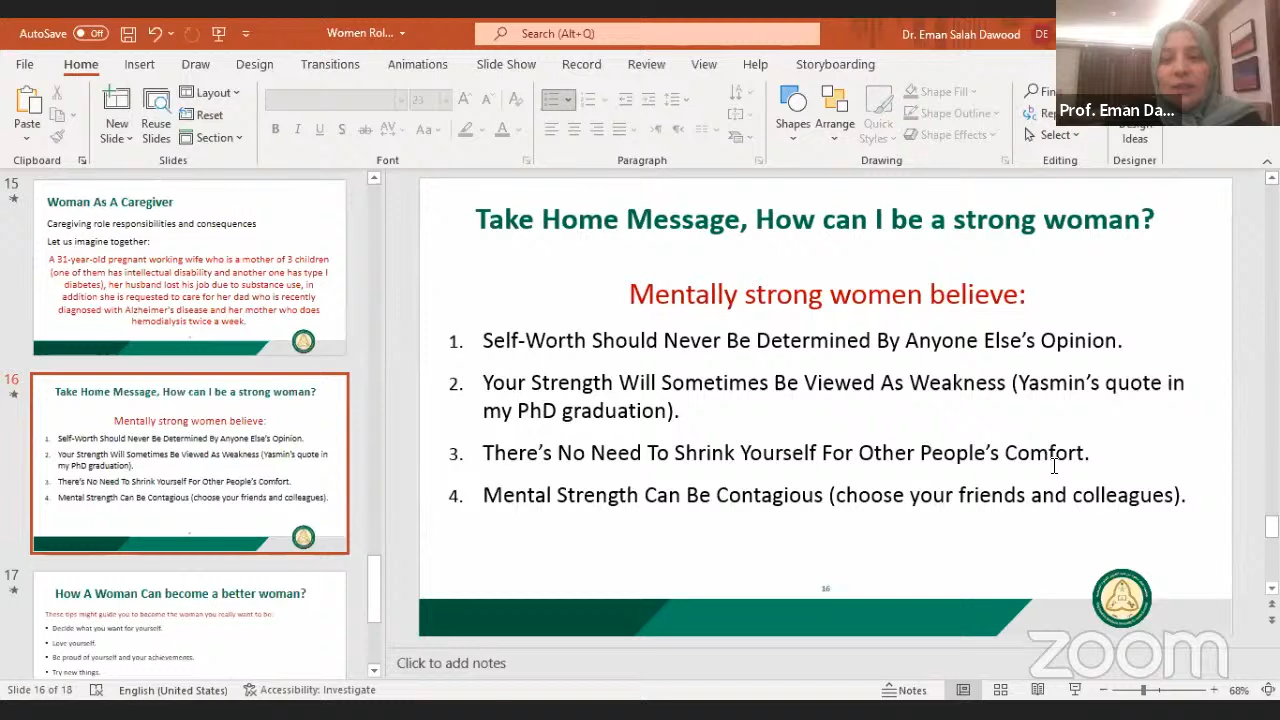 AutoSave Off
Women Rol...
Search (Alt+Q)
Dr. Eman Salah Dawood DE
File Home Insert Draw Design Transitions Animations Slide Show Record Review View Help Storyboarding
Paste
New Slide
Reuse Slides
Layout
Reset
Section
23
Shapes
Arrange
Quick Styles
Shape Fill
Shape Outline
Shape Effects
Select
Ideas
Clipboard Slides Font Paragraph Drawing Editing Designer
Prof. Eman Da...
15
Woman As A Caregiver
Caregiving role responsibilities and consequences
Let us imagine together:
A 31-year-old pregnant working wife who is a mother of 3 children
(one of them has intellectual disability and another one has type I
diabetes), her husband lost his job due to substance use, in
addition she is requested to care for her dad who is recently
diagnosed with Alzheimer's disease and her mother who does
hemodialysis twice a week.
16
Take Home Message, How can I be a strong woman?
Mentally strong women believe:
1. Self-Worth Should Never Be Determined By Anyone Else's Opinion.
2. Your Strength Will Sometimes Be Viewed As Weakness (Yasmin's quote in
my PhD graduation).
3. There's No Need To Shrink Yourself For Other People's Comfort.
4. Mental Strength Can Be Contagious (choose your friends and colleagues).
17
How A Woman Can become a better woman?
These tips might guide you to become the woman you really want to be:
• Decide what you want for yourself.
• Love yourself.
• Be proud of yourself and your achievements.
• Try new things.
Take Home Message, How can I be a strong woman?
Mentally strong women believe:
1. Self-Worth Should Never Be Determined By Anyone Else’s Opinion.
2. Your Strength Will Sometimes Be Viewed As Weakness (Yasmin’s quote in
my PhD graduation).
3. There’s No Need To Shrink Yourself For Other People’s Comfort.
4. Mental Strength Can Be Contagious (choose your friends and colleagues).
16
zoom
Click to add notes
Slide 16 of 18 English (United States) Accessibility: Investigate Notes 68%